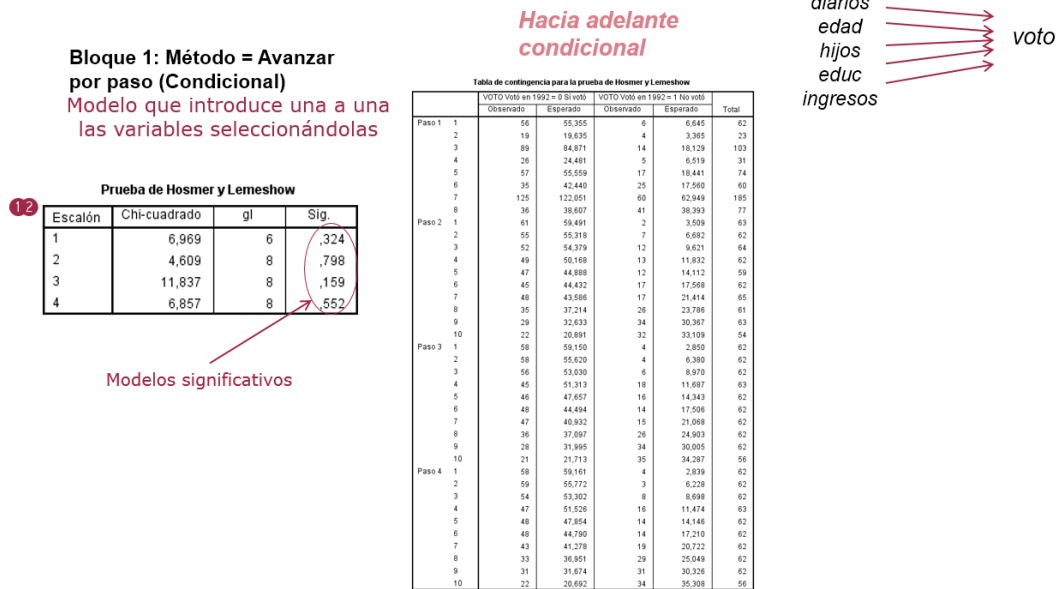 Hacia adelante
condicional
diarios
edad
hijos
educ
ingresos
voto
Bloque 1: Método = Avanzar
por paso (Condicional)
Modelo que introduce una a una
las variables seleccionándolas
Prueba de Hosmer y Lemeshow
12
Escalón Chi-cuadrado gl Sig.
1 6,969 6 ,324
2 4,609 8 ,798
3 11,837 8 ,159
4 6,857 8 ,552
Modelos significativos
Tabla de contingencia para la prueba de Hosmer y Lemeshow
VOTO Votó en 1992 = 0 Sí votó VOTO Votó en 1992 = 1 No votó
Observado Esperado Observado Esperado Total
Paso 1 1 56 55,355 6 6,645 62
2 19 19,635 4 3,365 23
3 89 84,871 14 18,129 103
4 26 24,481 5 6,519 31
5 57 55,559 17 18,441 74
6 35 42,440 25 17,560 60
7 125 122,051 60 62,949 185
8 36 38,607 41 38,393 77
Paso 2 1 61 59,491 2 3,509 63
2 55 55,318 7 6,682 62
3 52 54,379 12 9,621 64
4 49 50,168 13 11,832 62
5 47 44,888 12 14,112 59
6 45 44,432 17 17,568 62
7 48 43,586 17 21,414 65
8 35 37,214 26 23,786 61
9 29 32,633 34 30,367 63
10 22 20,891 32 33,109 54
Paso 3 1 58 59,150 4 2,850 62
2 58 55,620 4 6,380 62
3 56 53,030 6 8,970 62
4 45 51,313 18 11,687 63
5 46 47,657 16 14,343 62
6 48 44,494 14 17,506 62
7 47 40,932 15 21,068 62
8 36 37,097 26 24,903 62
9 28 31,995 34 30,005 62
10 21 21,713 35 34,287 56
Paso 4 1 58 59,161 4 2,839 62
2 59 55,772 3 6,228 62
3 54 53,302 8 8,698 62
4 47 51,526 16 11,474 63
5 48 47,854 14 14,146 62
6 48 44,790 14 17,210 62
7 43 41,278 19 20,722 62
8 33 36,951 29 25,049 62
9 31 31,674 31 30,326 62
10 22 20,692 34 35,308 56